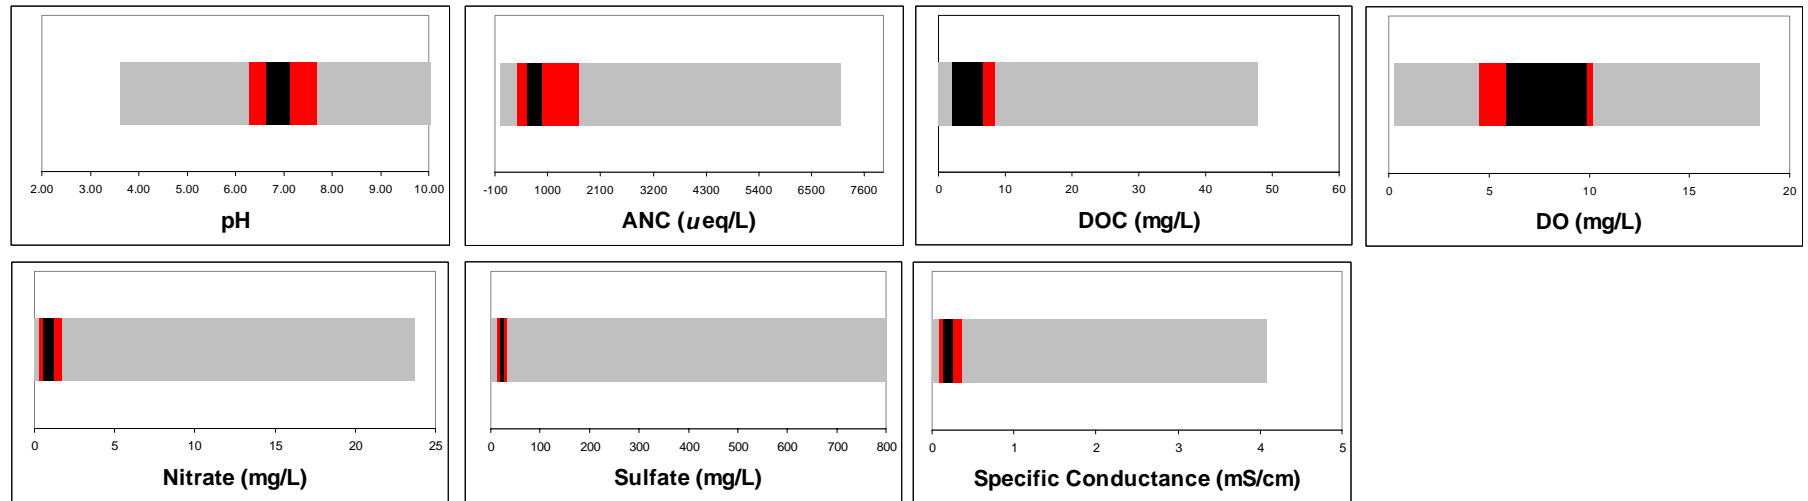 2.00 3.00 4.00 5.00 6.00 7.00 8.00 9.00 10.00
pH
-100 1000 2100 3200 4300 5400 6500 7600
ANC (ueq/L)
0 10 20 30 40 50 60
DOC (mg/L)
0 5 10 15 20
DO (mg/L)
0 5 10 15 20 25
Nitrate (mg/L)
0 100 200 300 400 500 600 700 800
Sulfate (mg/L)
0 1 2 3 4 5
Specific Conductance (mS/cm)